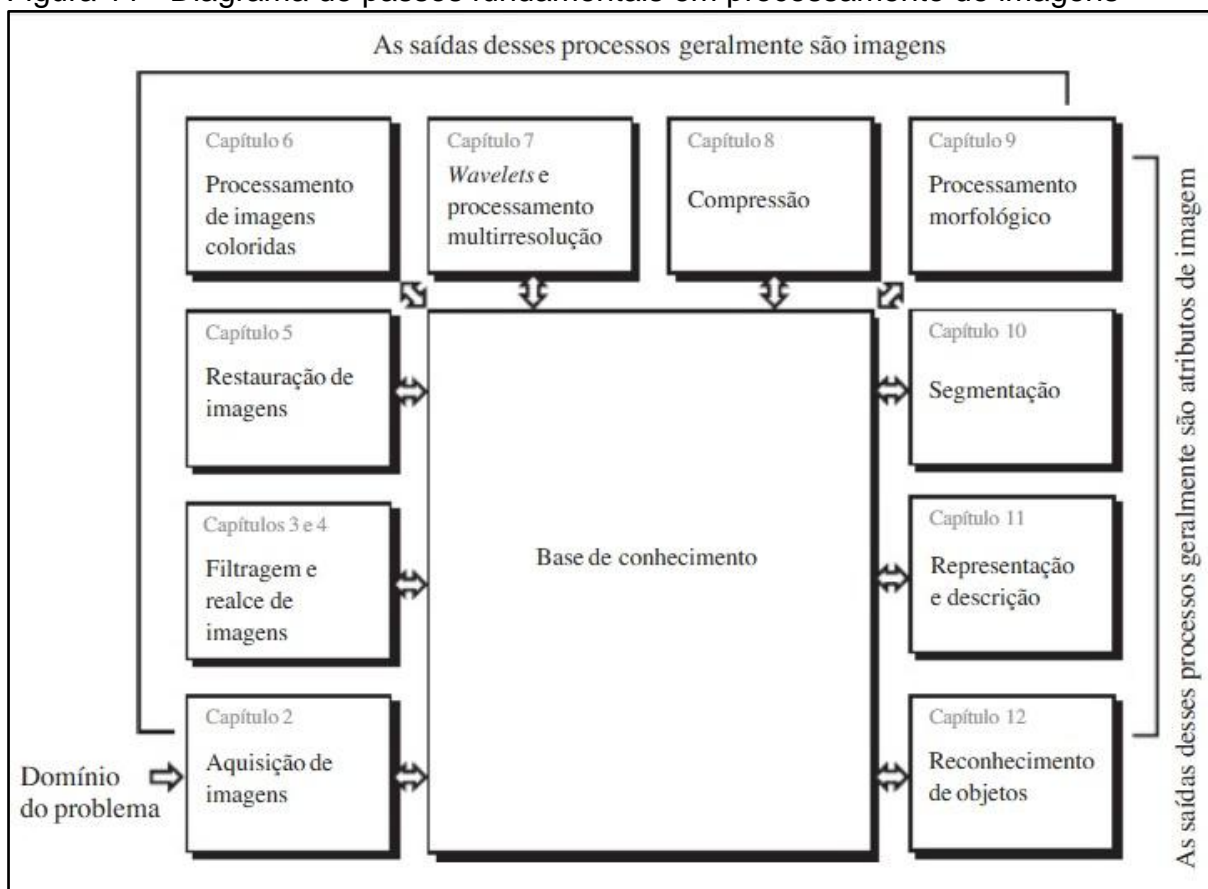 As saídas desses processos geralmente são imagens
Capítulo 6
Processamento
de imagens
coloridas
Capítulo 7
Wavelets e
processamento
multirresolução
Capítulo 8
Compressão
Capítulo 9
Processamento
morfológico
Capítulo 5
Restauração de
imagens
Capítulo 10
Segmentação
Capítulos 3 e 4
Filtragem e
realce de
imagens
Base de conhecimento
Capítulo 11
Representação
e descrição
Domínio
do problema
Capítulo 2
Aquisição de
imagens
Capítulo 12
Reconhecimento
de objetos
As saídas desses processos geralmente são atributos de imagem